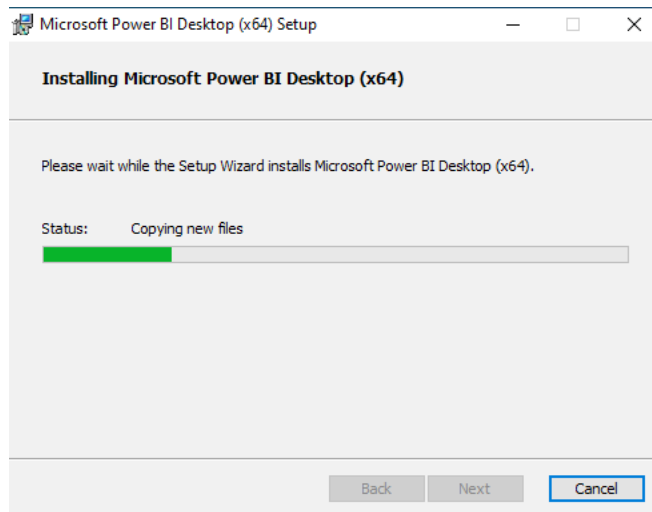 Microsoft Power BI Desktop (x64) Setup
Installing Microsoft Power BI Desktop (x64)
Please wait while the Setup Wizard installs Microsoft Power BI Desktop (x64).
Status: Copying new files
Back Next Cancel